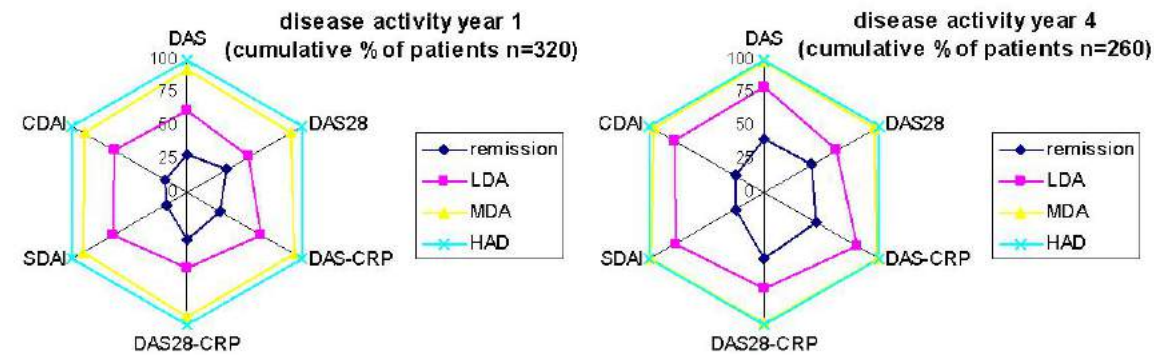 disease activity year 1
(cumulative % of patients n=320)
DAS
100
75
50
25
0
DAS28
DAS-CRP
DAS28-CRP
SDAI
CDAI
remission
LDA
MDA
HAD
disease activity year 4
(cumulative % of patients n=260)
DAS
100
75
50
25
0
DAS28
DAS-CRP
DAS28-CRP
SDAI
CDAI
remission
LDA
MDA
HAD